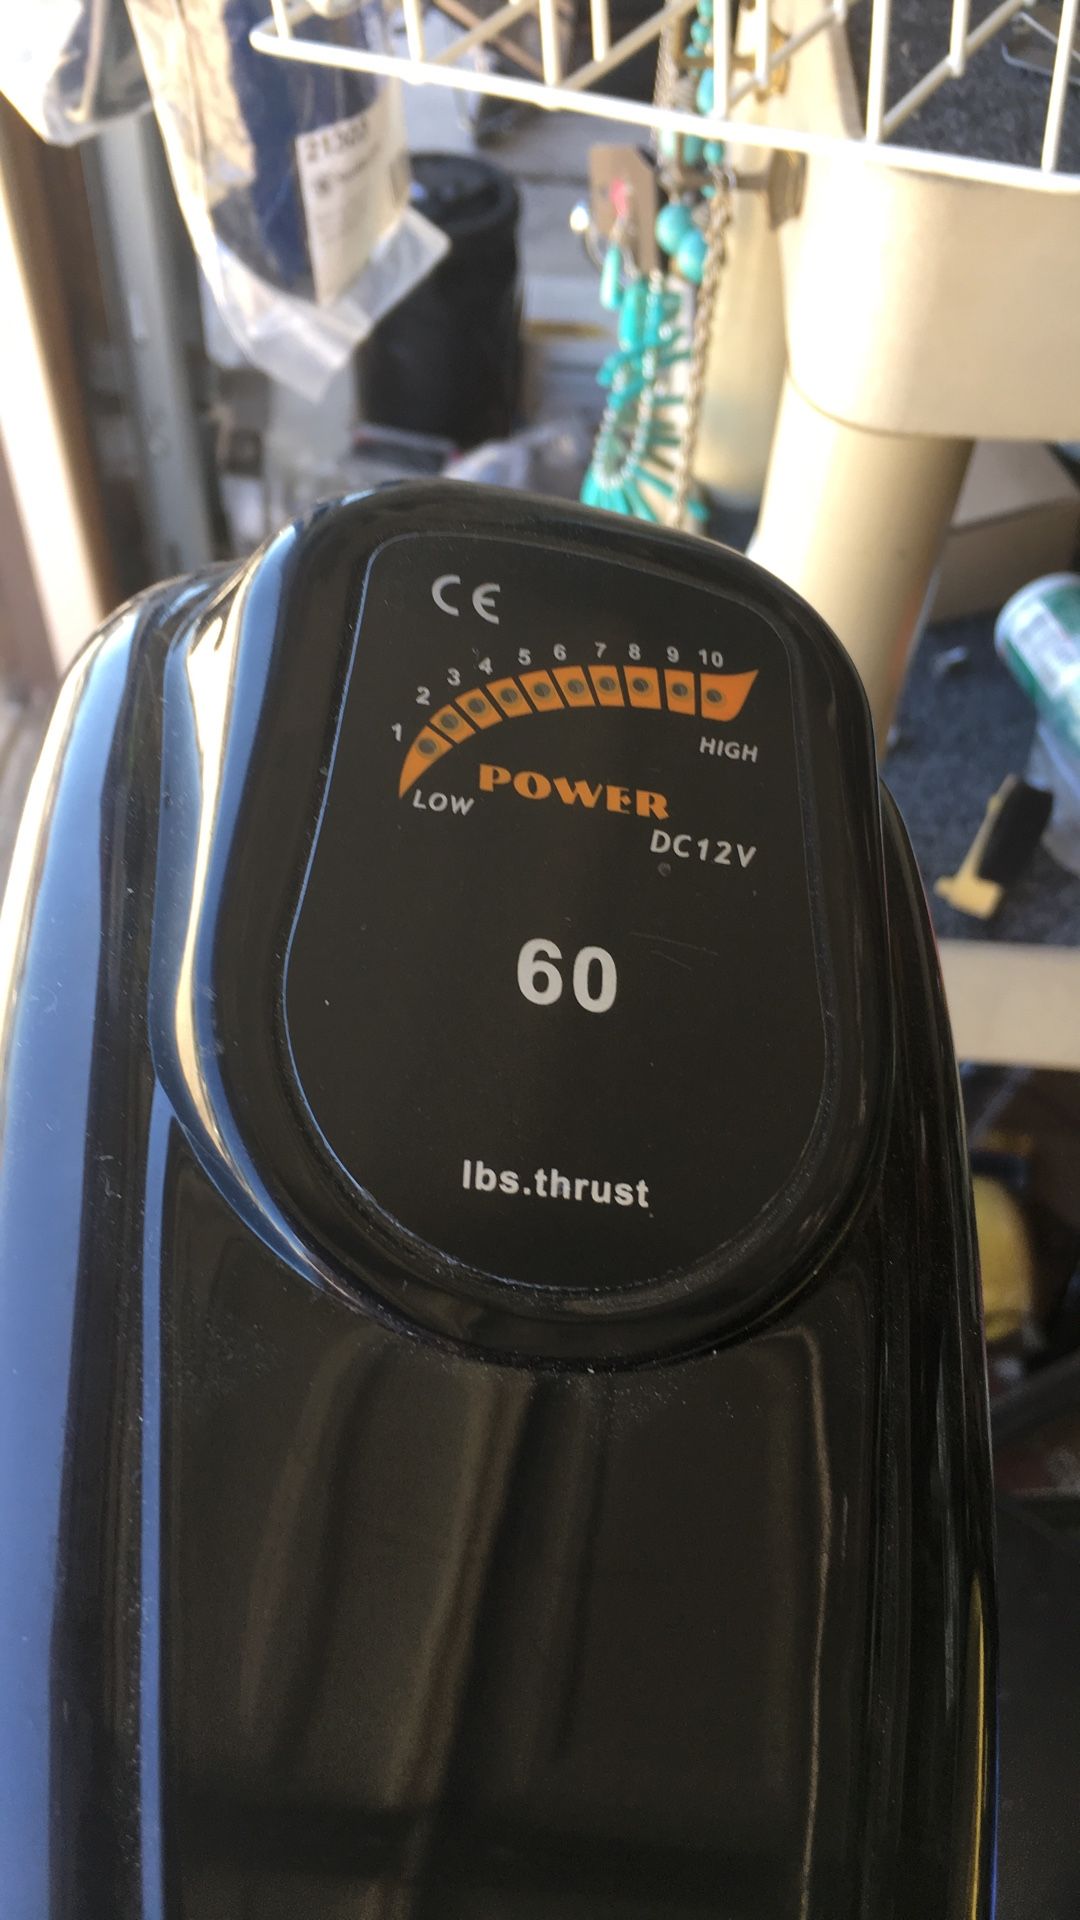 CE
1 2 3 4 5 6 7 8 9 10
HIGH
LOW
POWER
DC12V
60
lbs.thrust